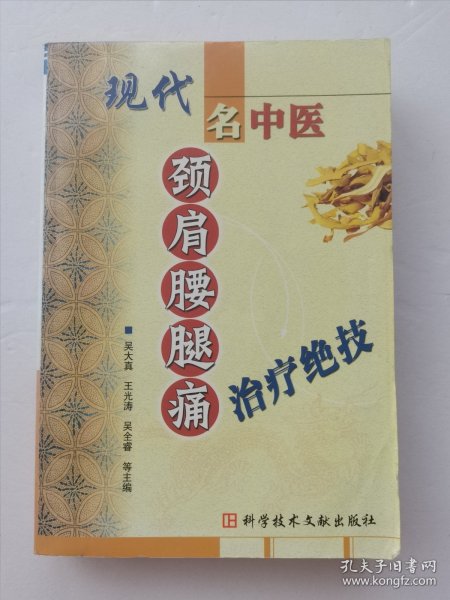 现代
名中医
颈肩腰腿痛
治疗绝技
吴大真 王光涛 吴全睿 等主编
科学技术文献出版社
孔夫子旧书网
www.kongfz.com